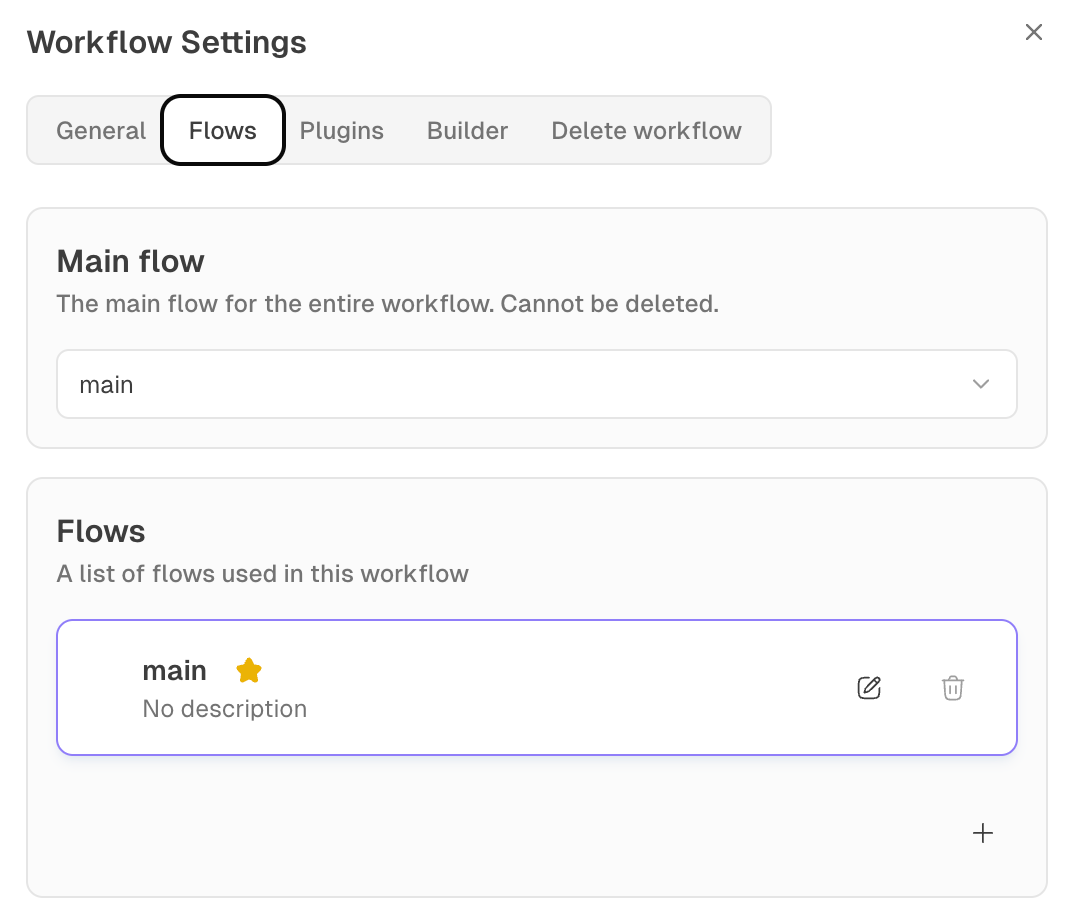 Workflow Settings
General Flows Plugins Builder Delete workflow
Main flow
The main flow for the entire workflow. Cannot be deleted.
main
Flows
A list of flows used in this workflow
main
No description